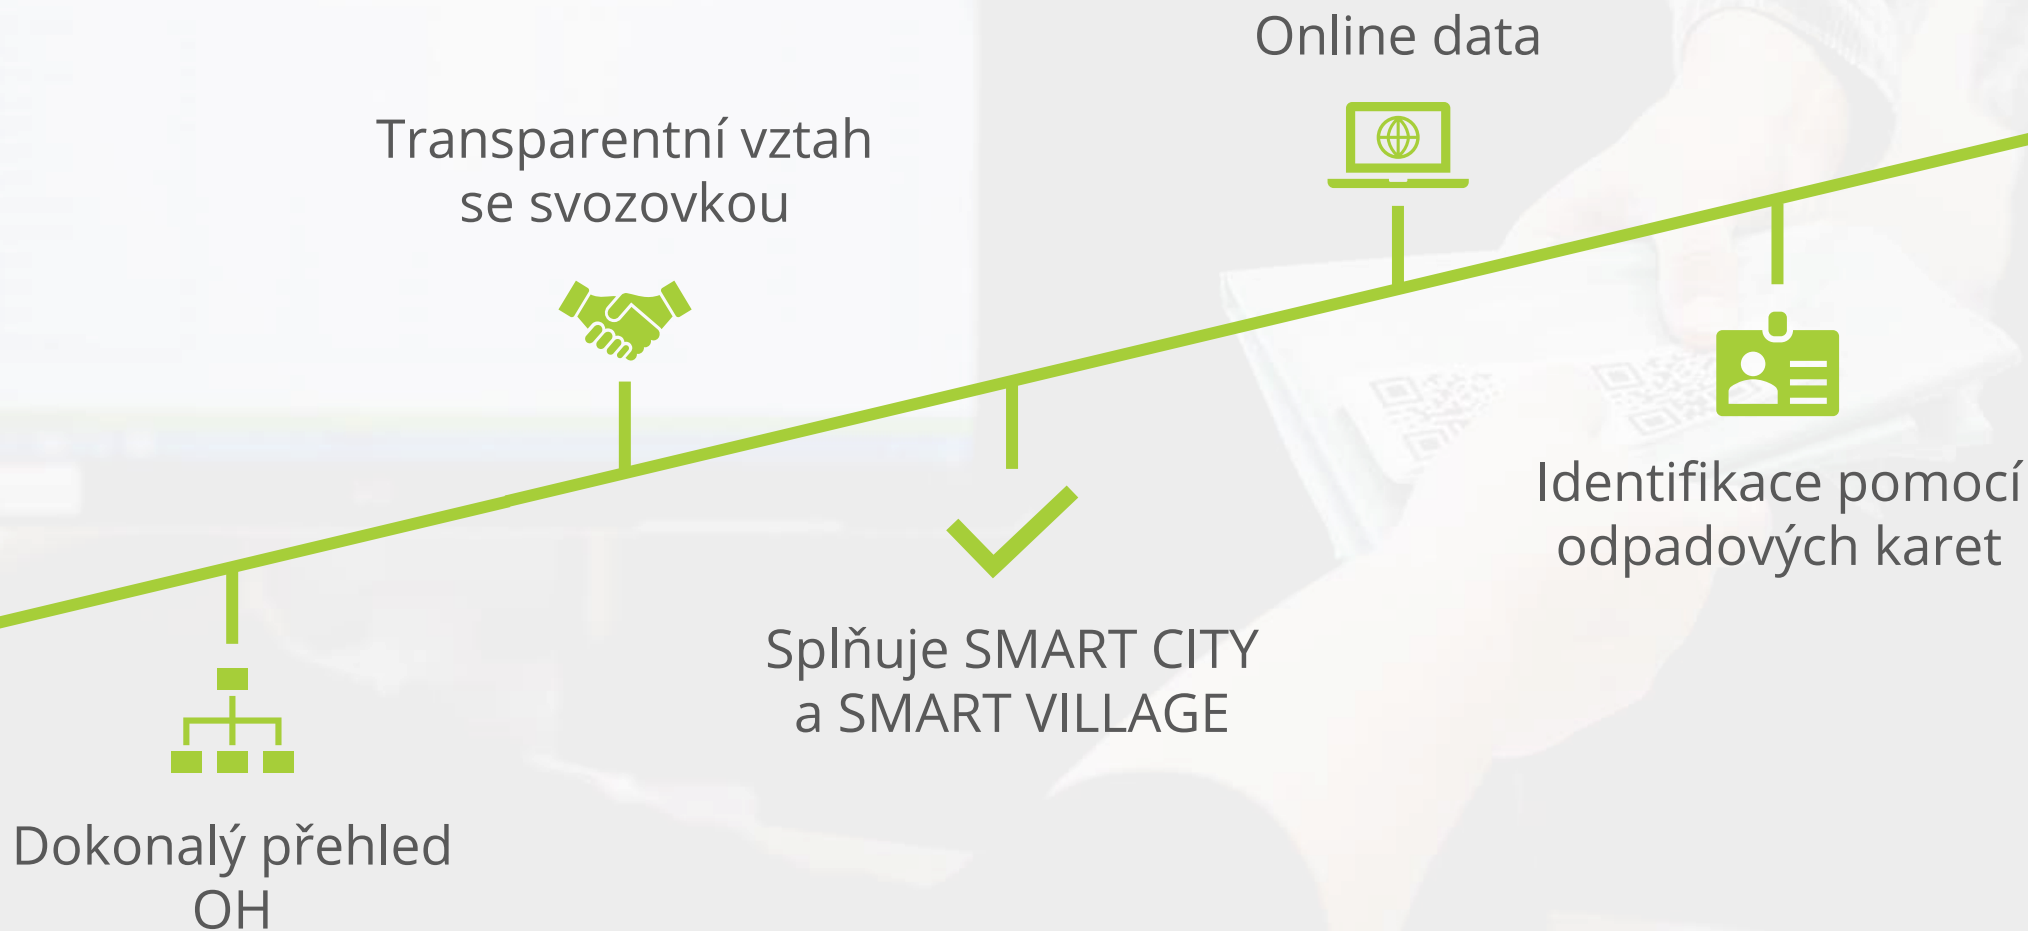 Online data
Transparentní vztah
se svozovkou
Identifikace pomocí
odpadových karet
Splňuje SMART CITY
a SMART VILLAGE
Dokonalý přehled
OH